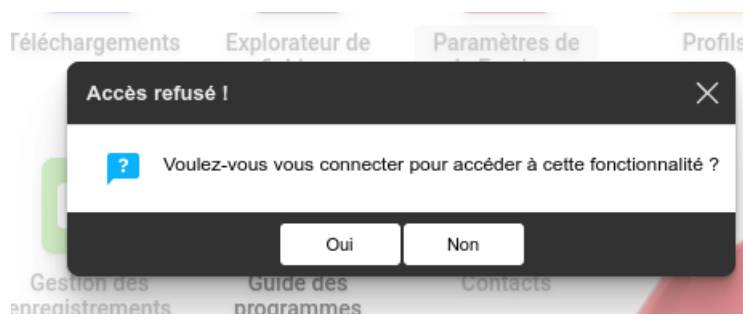 Téléchargements
Explorateur de
Paramètres de
Profils
Accès refusé !
?
Voulez-vous vous connecter pour accéder à cette fonctionnalité ?
Oui
Non
Gestion des
enregistrements
Guide des
programmes
Contacts